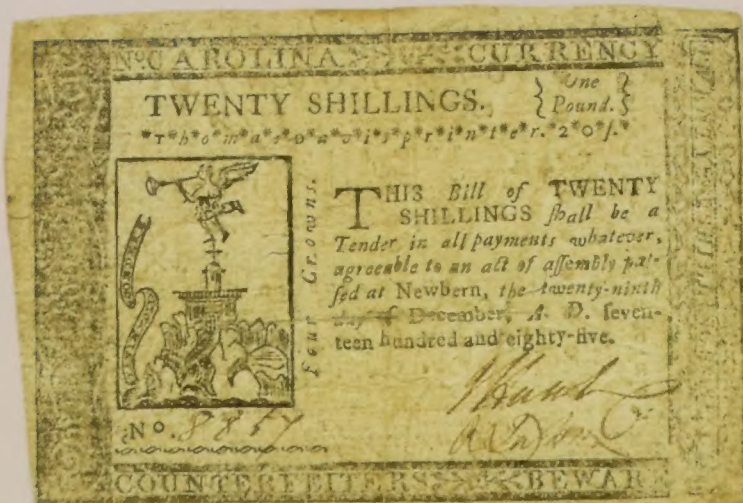 No CAROLINA CURRENCY
TWENTY SHILLINGS. { One Pound. }
*T*h*o*m*a*s*D*a*v*i*s*p*r*i*n*t*e*r.*2*0*/.*
Four Crowns.
THIS Bill of TWENTY
SHILLINGS ſhall be a
Tender in all payments whatever,
agreeable to an act of aſſembly paſ-
ſed at Newbern, the twenty-ninth
day of December, A. D. ſeven-
teen hundred and eighty-five.
No. 8857
COUNTERFEITERS BEWAR